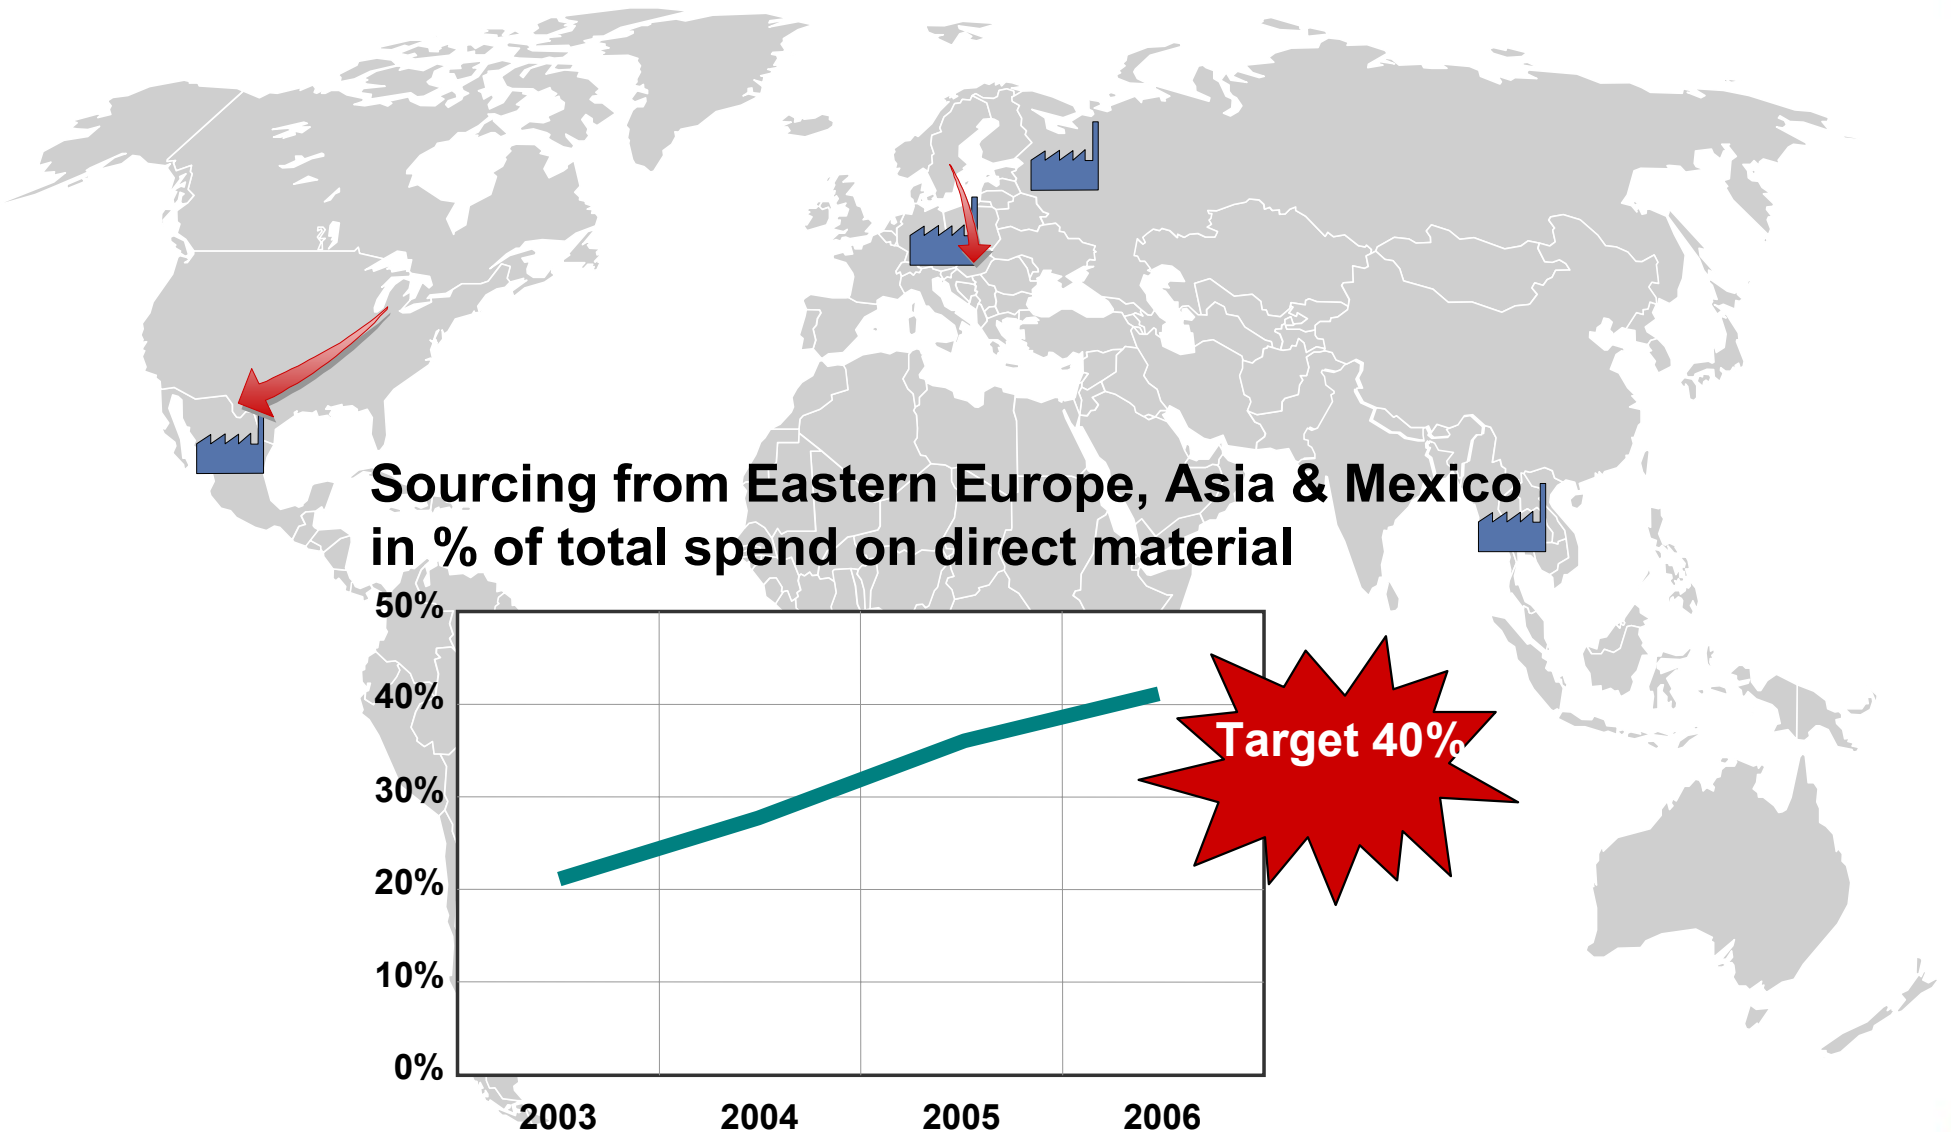 Sourcing from Eastern Europe, Asia & Mexico
in % of total spend on direct material
50%
40%
30%
20%
10%
0%
Target 40%
2003 2004 2005 2006